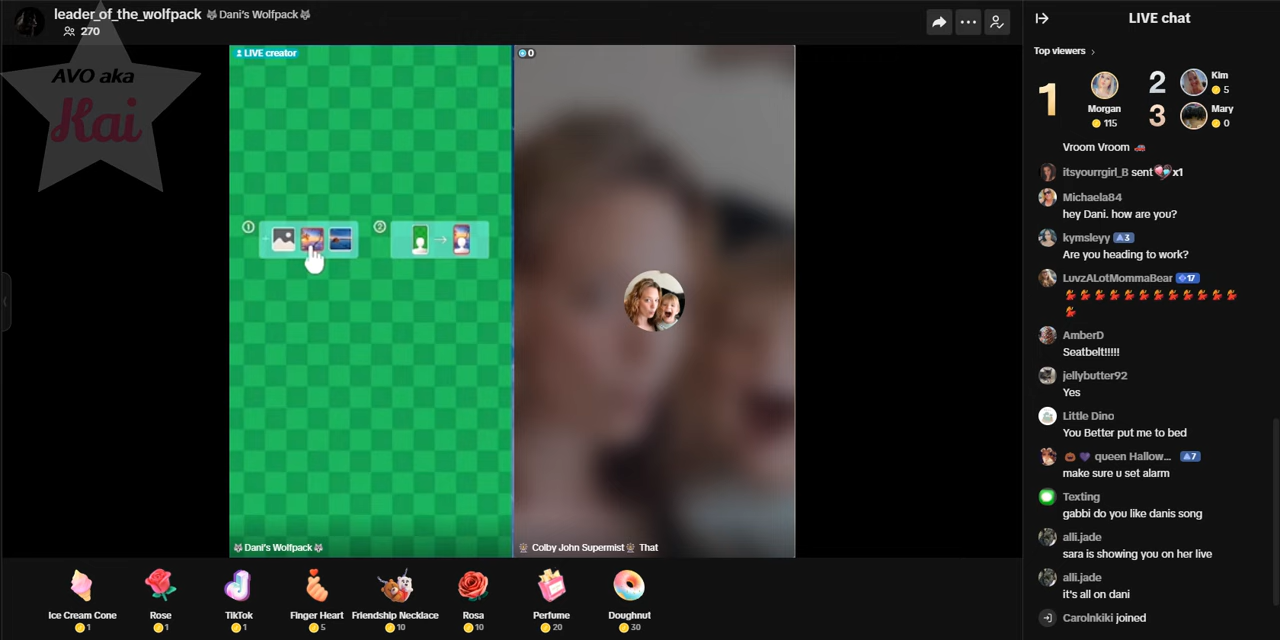 leader_of_the_wolfpack 🐺Dani's Wolfpack🐺
270
AVO aka
Kai
LIVE creator
0
①
②
🐺Dani's Wolfpack🐺
Colby John Supermist That
Ice Cream Cone
1
Rose
1
TikTok
1
Finger Heart
5
Friendship Necklace
10
Rosa
10
Perfume
20
Doughnut
30
LIVE chat
Top viewers
1
Morgan
115
2
Kim
5
3
Mary
0
Vroom Vroom 🚗
itsyourrgirl_B sent x1
Michaela84
hey Dani. how are you?
kymsleyy 3
Are you heading to work?
LuvzALotMommaBear 17
💃💃💃💃💃💃💃💃💃💃💃💃
💃
AmberD
Seatbelt!!!!!
jellybutter92
Yes
Little Dino
You Better put me to bed
🎃 💜 queen Hallow... 7
make sure u set alarm
Texting
gabbi do you like danis song
alli.jade
sara is showing you on her live
alli.jade
it's all on dani
Carolnkiki joined